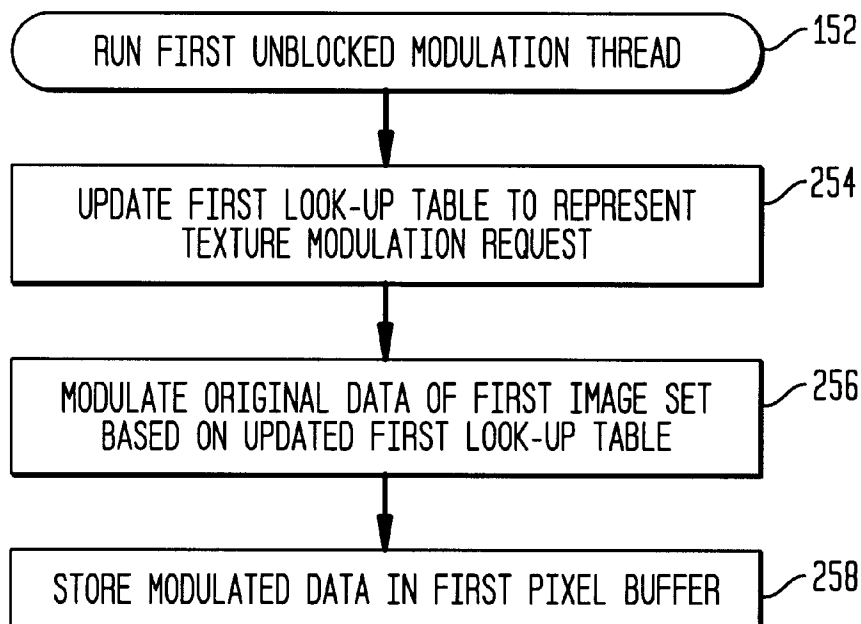 RUN FIRST UNBLOCKED MODULATION THREAD
152
UPDATE FIRST LOOK-UP TABLE TO REPRESENT
TEXTURE MODULATION REQUEST
254
MODULATE ORIGINAL DATA OF FIRST IMAGE SET
BASED ON UPDATED FIRST LOOK-UP TABLE
256
STORE MODULATED DATA IN FIRST PIXEL BUFFER
258